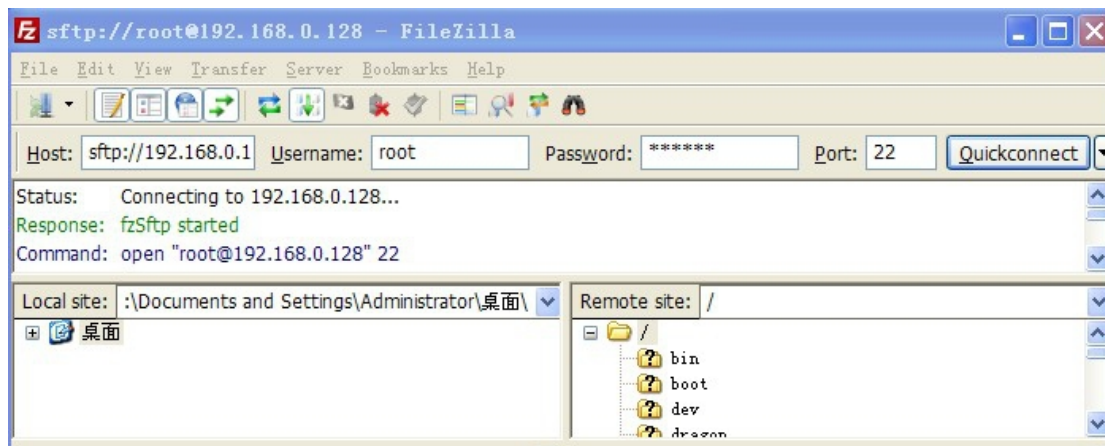 sftp://root@192.168.0.128 - FileZilla
File Edit View Transfer Server Bookmarks Help
Host: sftp://192.168.0.1 Username: root Password: ****** Port: 22 Quickconnect
Status: Connecting to 192.168.0.128...
Response: fzSftp started
Command: open "root@192.168.0.128" 22
Local site: :\Documents and Settings\Administrator\桌面\ Remote site: /
桌面
/
bin
boot
dev
dragon